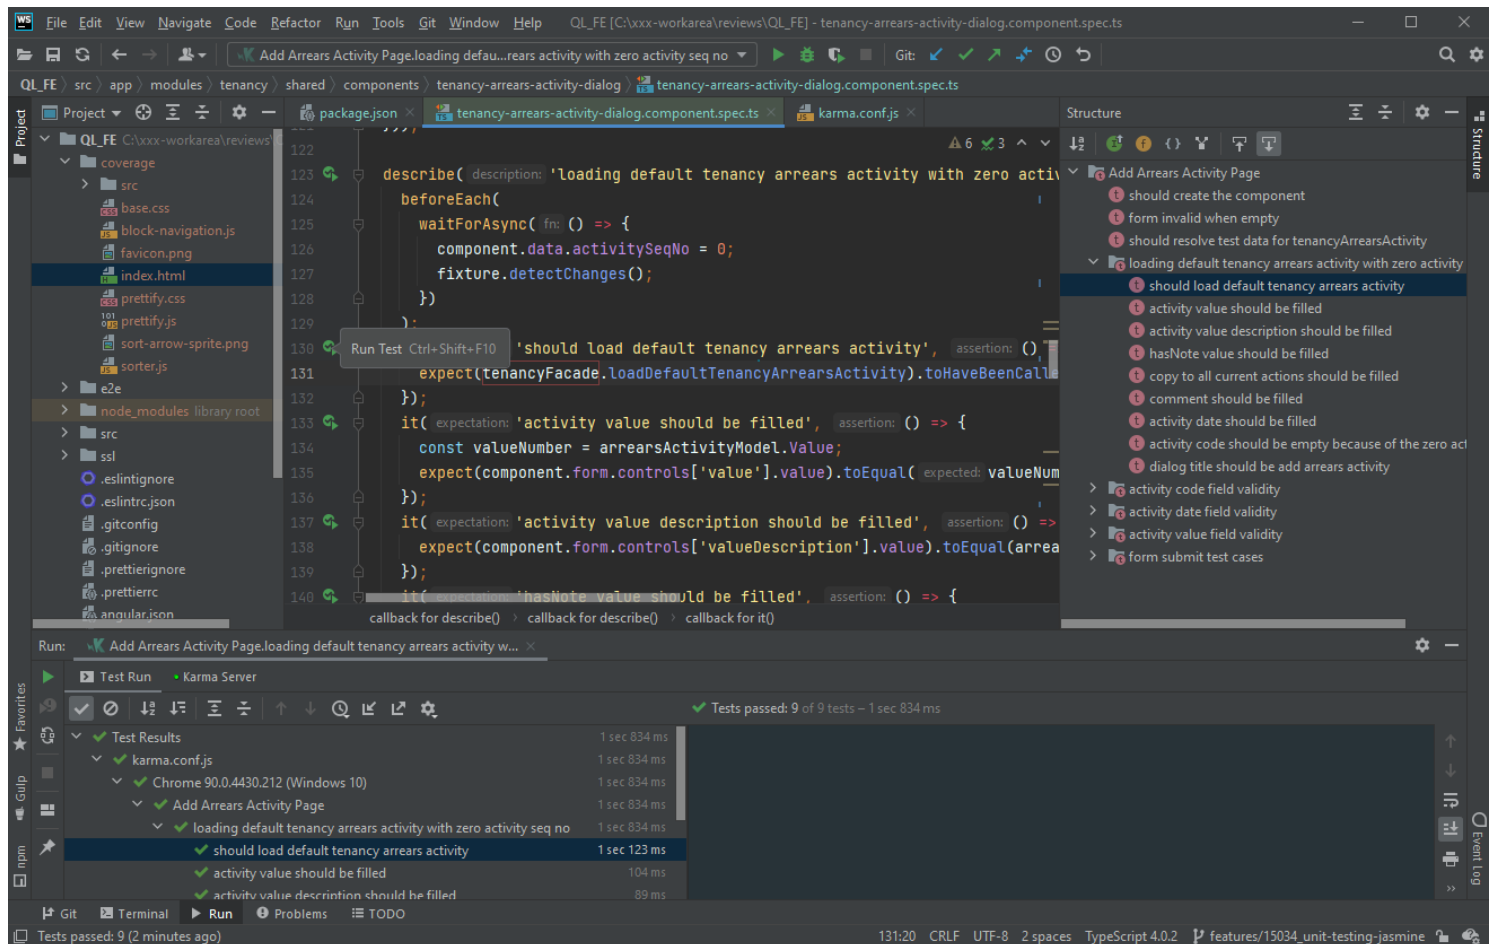 WS File Edit View Navigate Code Refactor Run Tools Git Window Help QL_FE [C:\xxx-workarea\reviews\QL_FE] - tenancy-arrears-activity-dialog.component.spec.ts
Add Arrears Activity Page.loading defau...rears activity with zero activity seq no Git:
QL_FE src app modules tenancy shared components tenancy-arrears-activity-dialog tenancy-arrears-activity-dialog.component.spec.ts
Project
Project
package.json
tenancy-arrears-activity-dialog.component.spec.ts
karma.conf.js
QL_FE C:\xxx-workarea\reviews\
coverage
src
base.css
block-navigation.js
favicon.png
index.html
prettify.css
prettify.js
sort-arrow-sprite.png
sorter.js
e2e
node_modules library root
src
ssl
.eslintignore
.eslintrc.json
.gitconfig
.gitignore
.prettierignore
.prettierrc
angular.json
6 3
122
123 describe( description: 'loading default tenancy arrears activity with zero activ
124 beforeEach(
125 waitForAsync( fn: () => {
126 component.data.activitySeqNo = 0;
127 fixture.detectChanges();
128 })
129 );
130 'should load default tenancy arrears activity', assertion: () =
Run Test Ctrl+Shift+F10
131 expect(tenancyFacade.loadDefaultTenancyArrearsActivity).toHaveBeenCalle
132 });
133 it( expectation: 'activity value should be filled', assertion: () => {
134 const valueNumber = arrearsActivityModel.Value;
135 expect(component.form.controls['value'].value).toEqual( expected: valueNum
136 });
137 it( expectation: 'activity value description should be filled', assertion: () =>
138 expect(component.form.controls['valueDescription'].value).toEqual(arrea
139 });
140 it( expectation: 'hasNote value should be filled', assertion: () => {
callback for describe() callback for describe() callback for it()
Structure
Add Arrears Activity Page
should create the component
form invalid when empty
should resolve test data for tenancyArrearsActivity
loading default tenancy arrears activity with zero activity
should load default tenancy arrears activity
activity value should be filled
activity value description should be filled
hasNote value should be filled
copy to all current actions should be filled
comment should be filled
activity date should be filled
activity code should be empty because of the zero act
dialog title should be add arrears activity
activity code field validity
activity date field validity
activity value field validity
form submit test cases
Structure
Run: Add Arrears Activity Page.loading default tenancy arrears activity w...
Test Run Karma Server
Tests passed: 9 of 9 tests – 1 sec 834 ms
Test Results 1 sec 834 ms
karma.conf.js 1 sec 834 ms
Chrome 90.0.4430.212 (Windows 10) 1 sec 834 ms
Add Arrears Activity Page 1 sec 834 ms
loading default tenancy arrears activity with zero activity seq no 1 sec 834 ms
should load default tenancy arrears activity 1 sec 123 ms
activity value should be filled 104 ms
activity value description should be filled 89 ms
Favorites
Gulp
npm
Event Log
Git Terminal Run Problems TODO
Tests passed: 9 (2 minutes ago) 131:20 CRLF UTF-8 2 spaces TypeScript 4.0.2 features/15034_unit-testing-jasmine